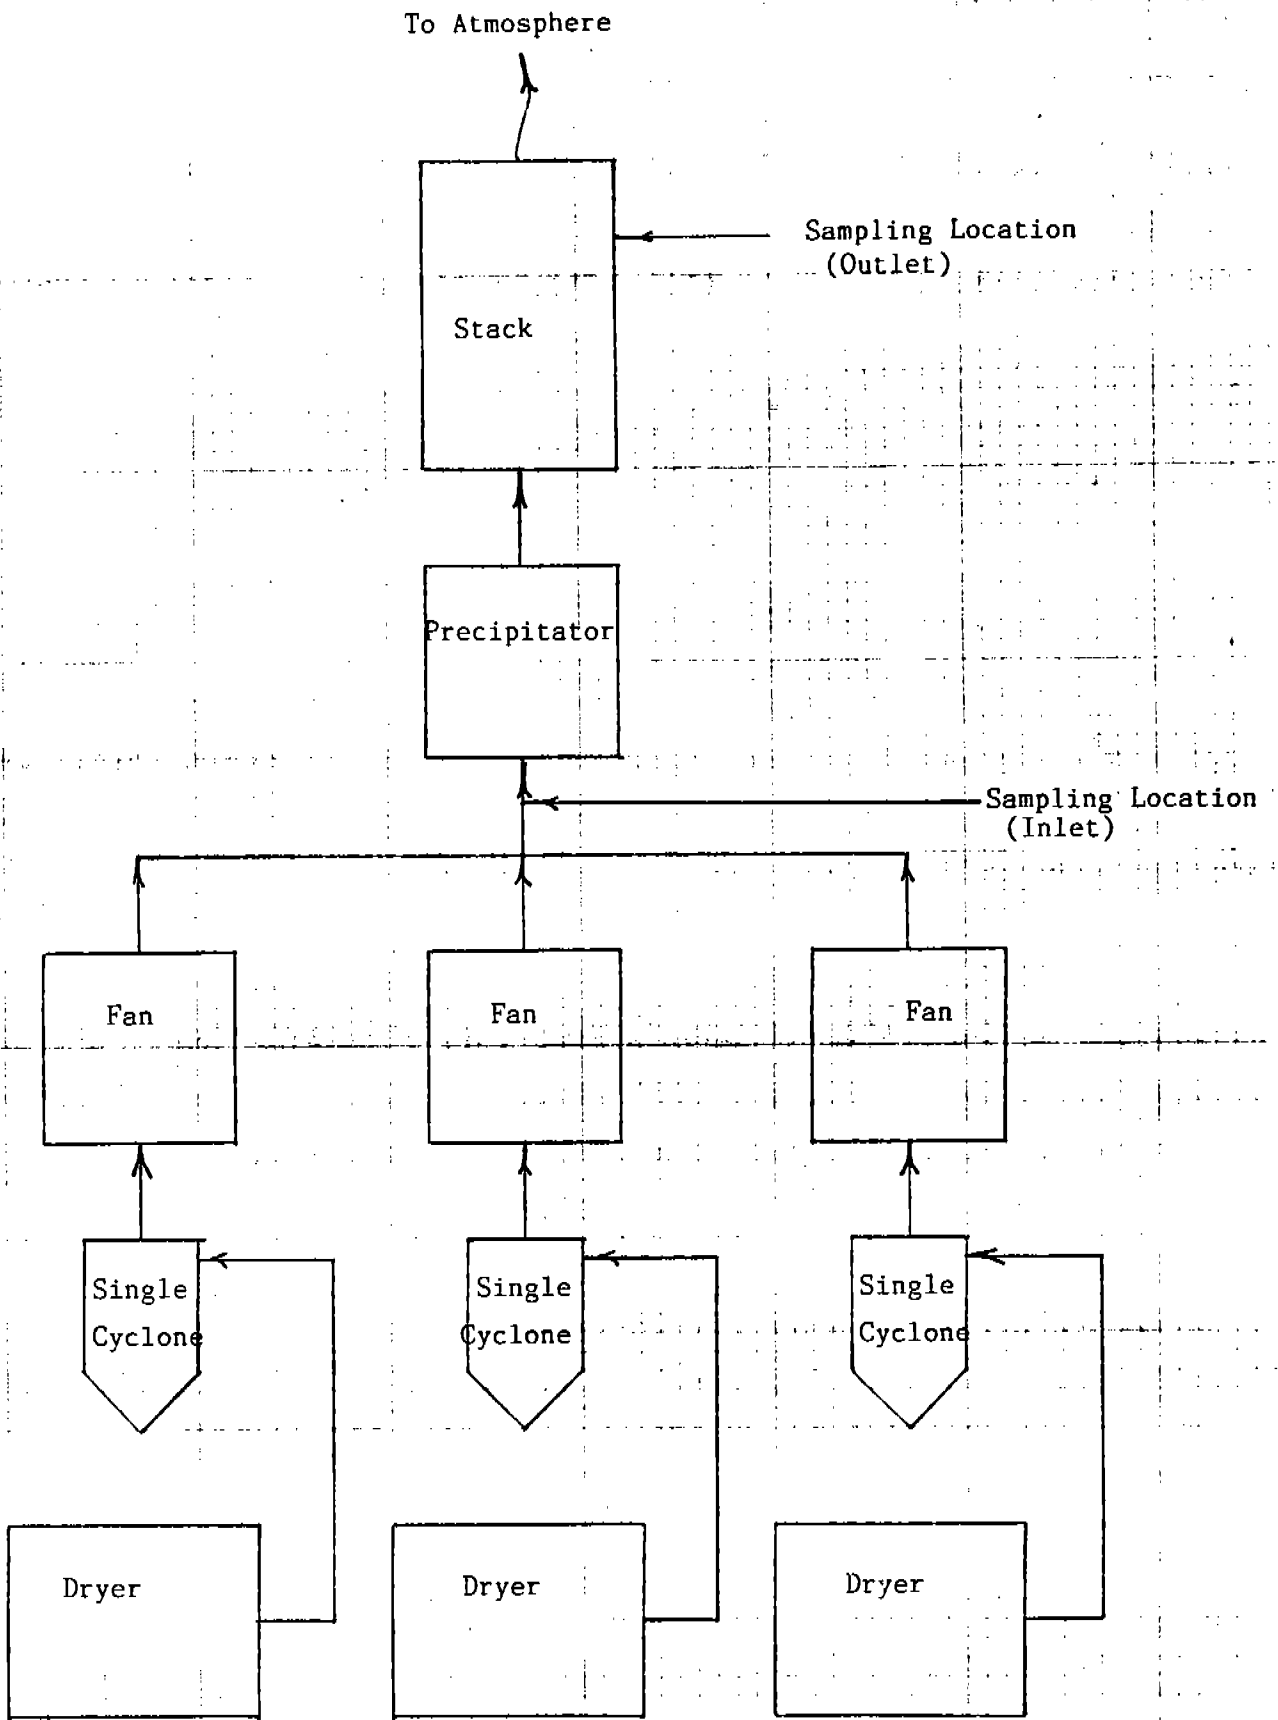 To Atmosphere
Sampling Location
(Outlet)
Stack
Precipitator
Sampling Location
(Inlet)
Fan
Fan
Fan
Single
Cyclone
Single
Cyclone
Single
Cyclone
Dryer
Dryer
Dryer